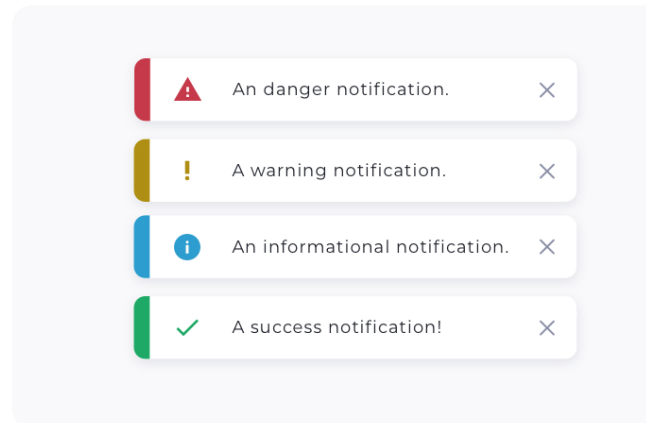 An danger notification.
A warning notification.
An informational notification.
A success notification!